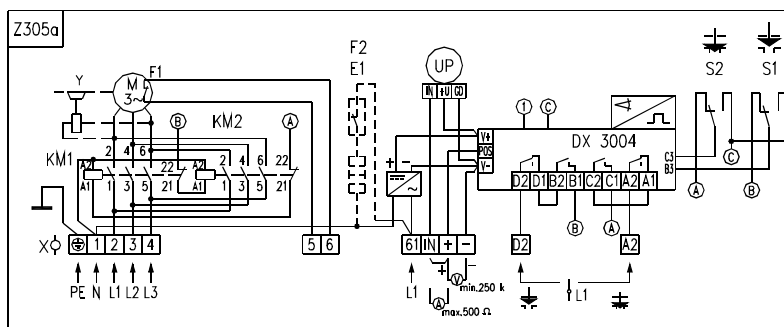 Z305a
F2
E1
UP
S2
S1
Y
M
3~
F1
B
KM2
A
IN +U GD
1
C
DX 3004
V+
POS
V-
C3
B3
KM1
A2
A1
2 4 6
1 3 5
22
21
A2
A1
2 4 6
1 3 5
22
21
+ -
D2 D1 B2 B1 C2 C1 A2 A1
A
C
B
B
A
X
1 2 3 4
5 6
61 IN + -
D2
A2
PE N L1 L2 L3
L1
+ -
V
min.250 k
A
max.500 Ω
L1